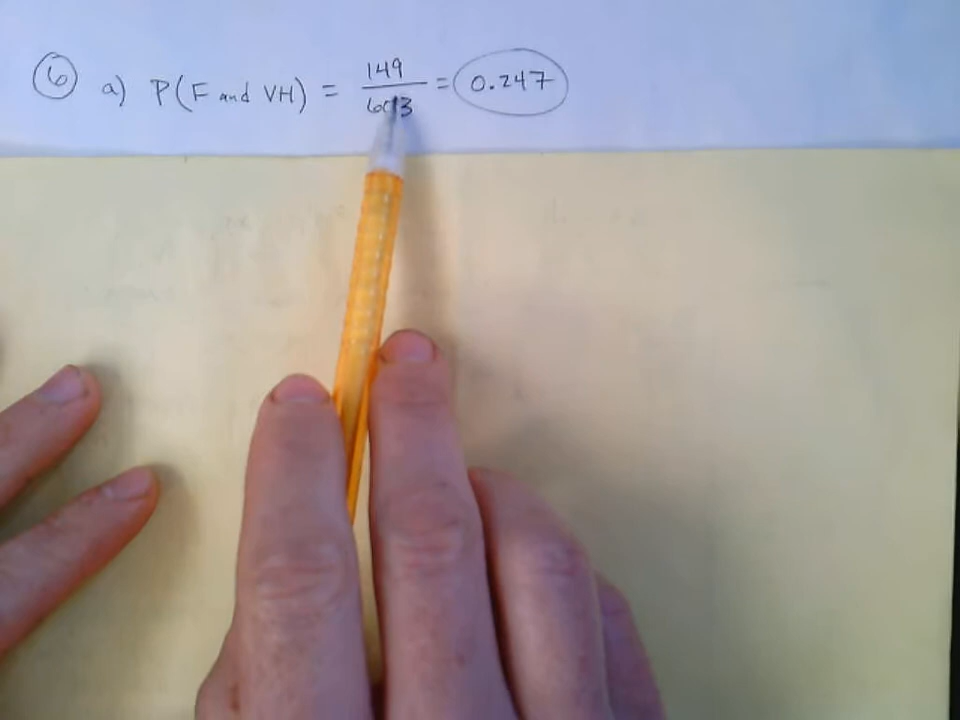 6 a) P(F and VH) = 149/603 = 0.247